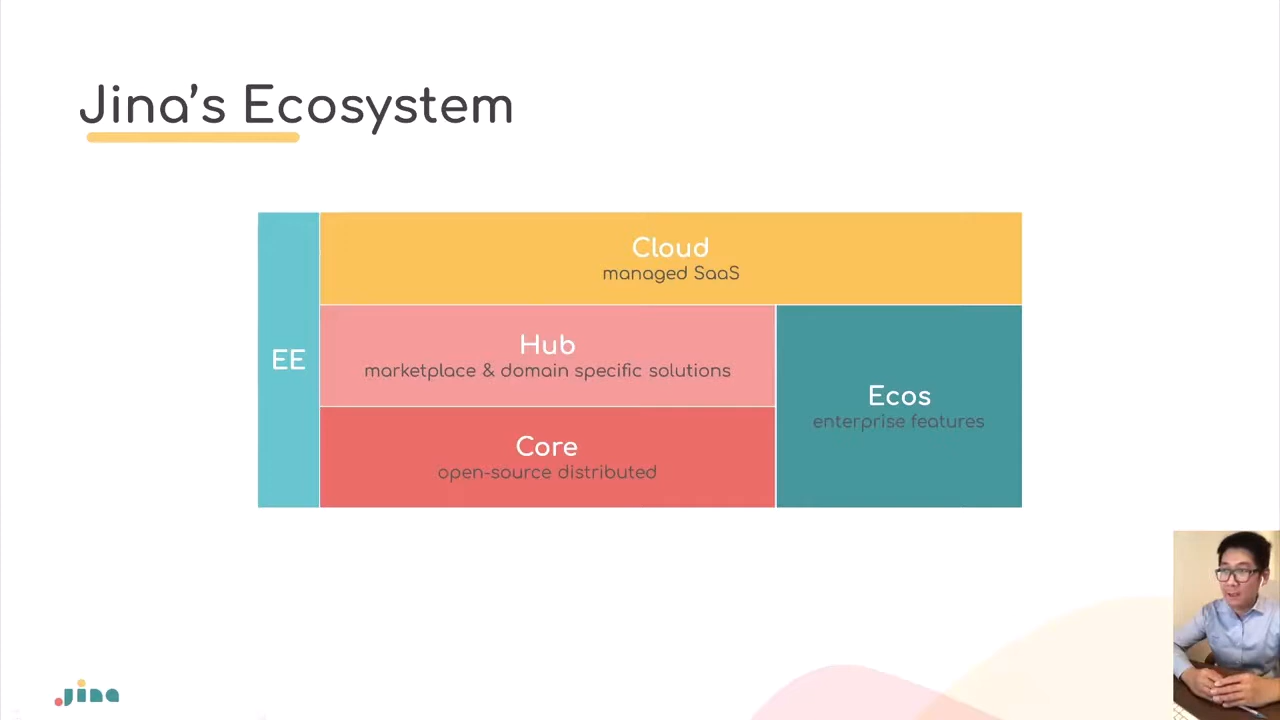 Jina's Ecosystem
Cloud
managed SaaS
EE
Hub
marketplace & domain specific solutions
Ecos
enterprise features
Core
open-source distributed
jina